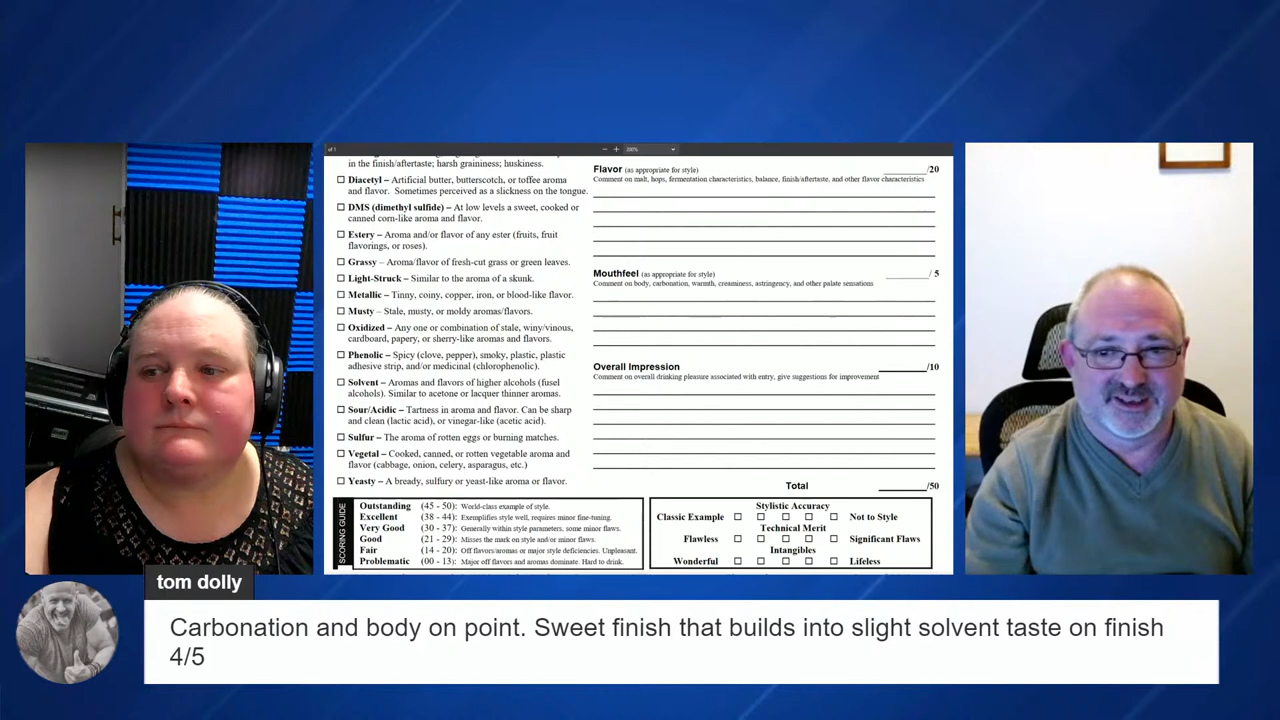 of 1
− + 200%
in the finish/aftertaste; harsh graininess; huskiness.
☐ Diacetyl – Artificial butter, butterscotch, or toffee aroma
and flavor. Sometimes perceived as a slickness on the tongue.
☐ DMS (dimethyl sulfide) – At low levels a sweet, cooked or
canned corn-like aroma and flavor.
☐ Estery – Aroma and/or flavor of any ester (fruits, fruit
flavorings, or roses).
☐ Grassy – Aroma/flavor of fresh-cut grass or green leaves.
☐ Light-Struck – Similar to the aroma of a skunk.
☐ Metallic – Tinny, coiny, copper, iron, or blood-like flavor.
☐ Musty – Stale, musty, or moldy aromas/flavors.
☐ Oxidized – Any one or combination of stale, winy/vinous,
cardboard, papery, or sherry-like aromas and flavors.
☐ Phenolic – Spicy (clove, pepper), smoky, plastic, plastic
adhesive strip, and/or medicinal (chlorophenolic).
☐ Solvent – Aromas and flavors of higher alcohols (fusel
alcohols). Similar to acetone or lacquer thinner aromas.
☐ Sour/Acidic – Tartness in aroma and flavor. Can be sharp
and clean (lactic acid), or vinegar-like (acetic acid).
☐ Sulfur – The aroma of rotten eggs or burning matches.
☐ Vegetal – Cooked, canned, or rotten vegetable aroma and
flavor (cabbage, onion, celery, asparagus, etc.)
☐ Yeasty – A bready, sulfury or yeast-like aroma or flavor.
Flavor (as appropriate for style) /20
Comment on malt, hops, fermentation characteristics, balance, finish/aftertaste, and other flavor characteristics
Mouthfeel (as appropriate for style) / 5
Comment on body, carbonation, warmth, creaminess, astringency, and other palate sensations
Overall Impression /10
Comment on overall drinking pleasure associated with entry, give suggestions for improvement
Total /50
SCORING GUIDE
Outstanding (45 - 50): World-class example of style.
Excellent (38 - 44): Exemplifies style well, requires minor fine-tuning.
Very Good (30 - 37): Generally within style parameters, some minor flaws.
Good (21 - 29): Misses the mark on style and/or minor flaws.
Fair (14 - 20): Off flavors/aromas or major style deficiencies. Unpleasant.
Problematic (00 - 13): Major off flavors and aromas dominate. Hard to drink.
Stylistic Accuracy
Classic Example ☐ ☐ ☐ ☐ ☐ Not to Style
Technical Merit
Flawless ☐ ☐ ☐ ☐ ☐ Significant Flaws
Intangibles
Wonderful ☐ ☐ ☐ ☐ ☐ Lifeless
tom dolly
Carbonation and body on point. Sweet finish that builds into slight solvent taste on finish
4/5